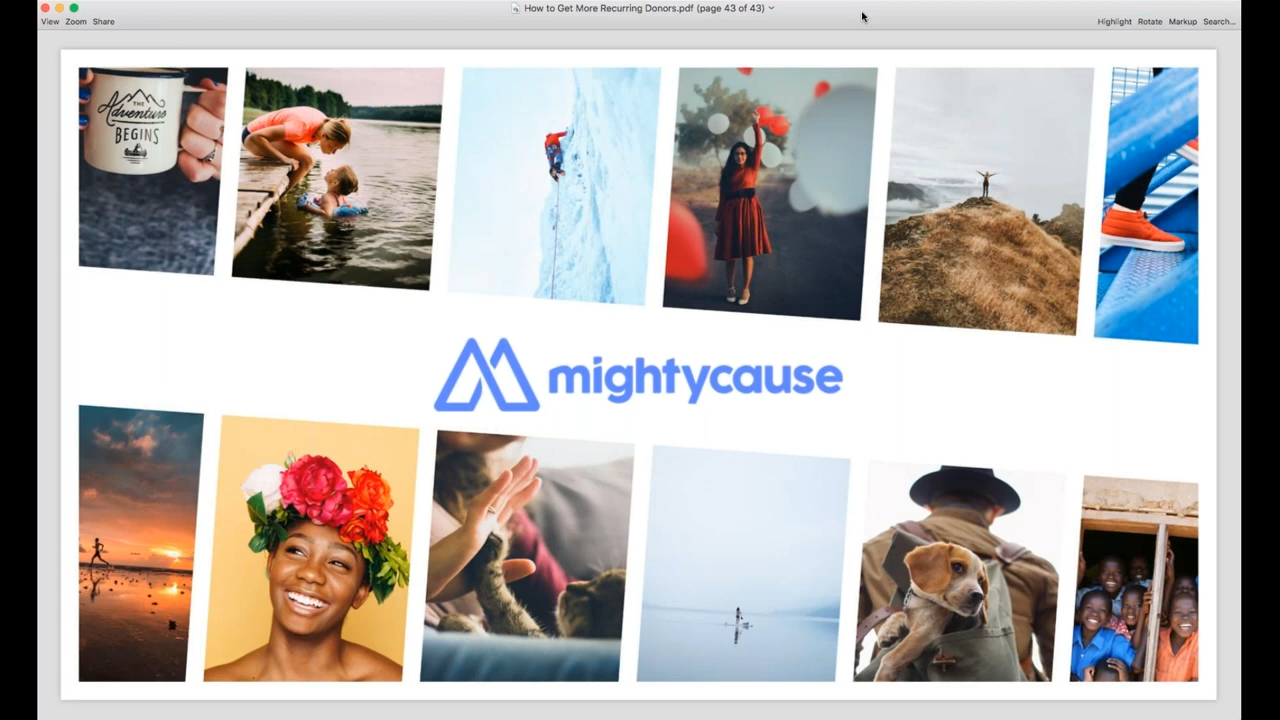 How to Get More Recurring Donors.pdf (page 43 of 43)
View Zoom Share
Highlight Rotate Markup Search...
THE
Adventure
BEGINS
mightycause